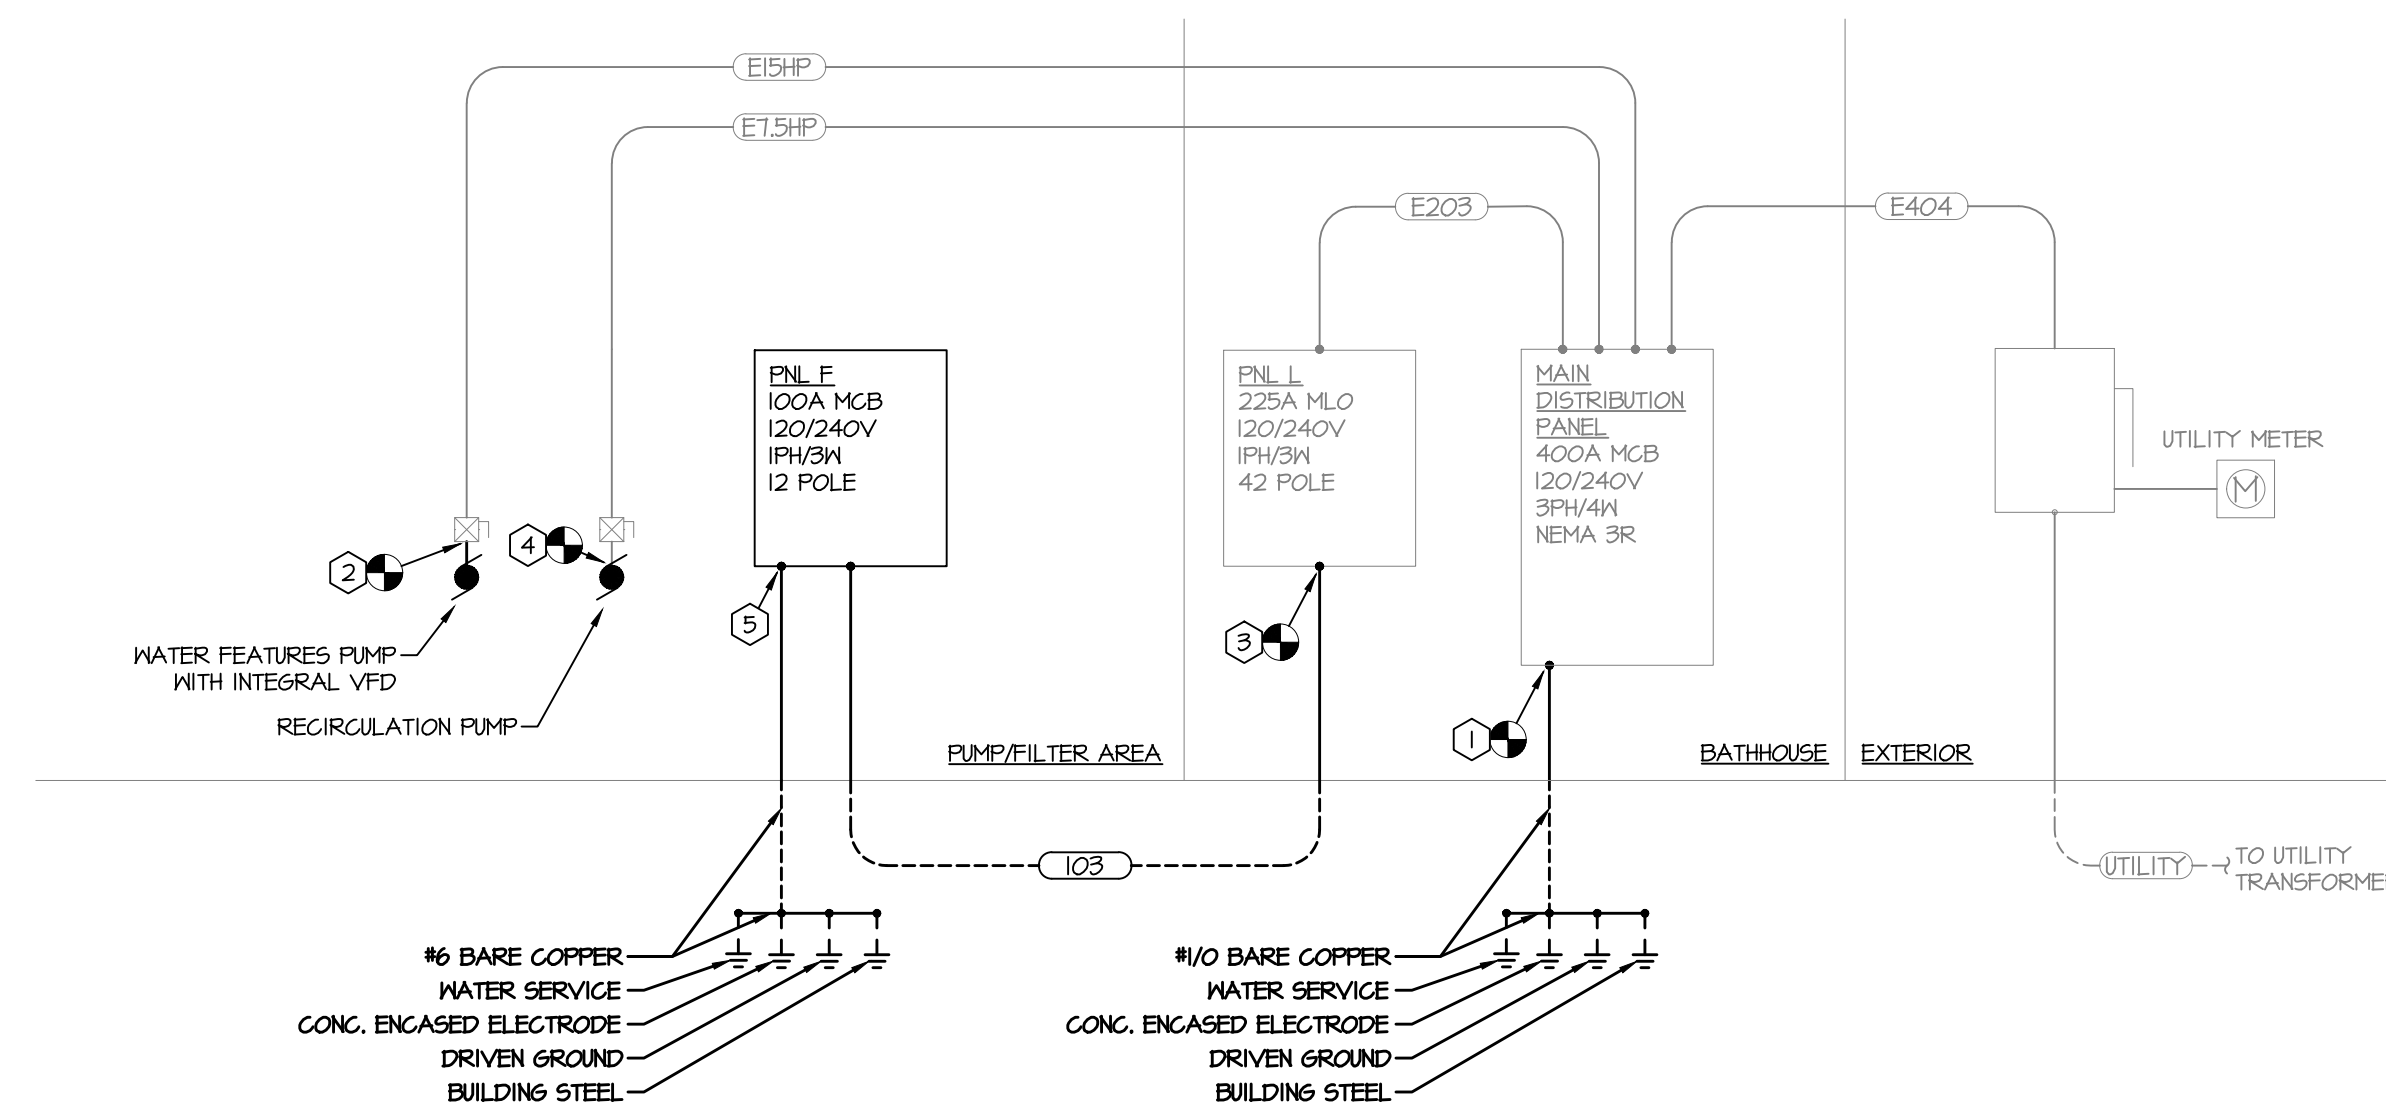 E15HP
E7.5HP
E203
E404
PNL F
100A MCB
120/240V
1PH/3W
12 POLE
PNL L
225A MLO
120/240V
1PH/3W
42 POLE
MAIN
DISTRIBUTION
PANEL
400A MCB
120/240V
3PH/4W
NEMA 3R
UTILITY METER
M
2
4
5
3
1
WATER FEATURES PUMP
WITH INTEGRAL VFD
RECIRCULATION PUMP
PUMP/FILTER AREA
BATHHOUSE
EXTERIOR
103
UTILITY
TO UTILITY
TRANSFORME
#6 BARE COPPER
WATER SERVICE
CONC. ENCASED ELECTRODE
DRIVEN GROUND
BUILDING STEEL
#1/0 BARE COPPER
WATER SERVICE
CONC. ENCASED ELECTRODE
DRIVEN GROUND
BUILDING STEEL